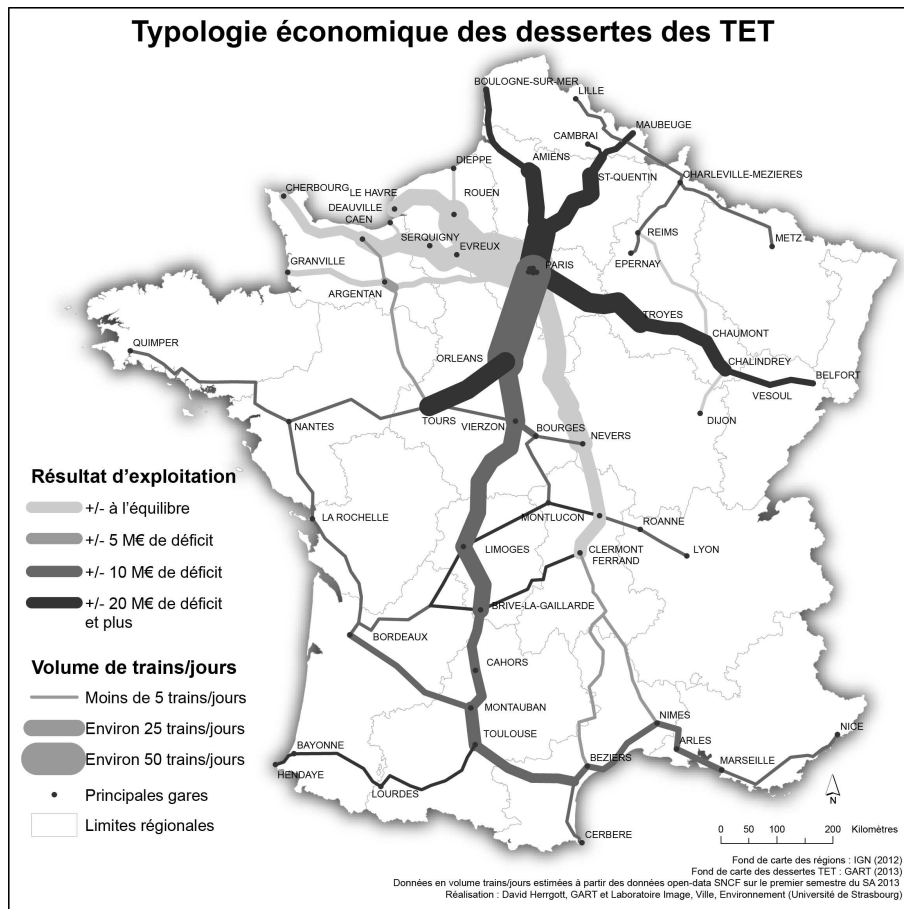 Typologie économique des dessertes des TET
BOULOGNE-SUR-MER
LILLE
MAUBEUGE
CAMBRAI
DIEPPE
AMIENS
ST-QUENTIN
CHARLEVILLE-MEZIERES
CHERBOURG
LE HAVRE
ROUEN
DEAUVILLE
CAEN
SERQUIGNY
EVREUX
REIMS
METZ
EPERNAY
GRANVILLE
PARIS
ARGENTAN
TROYES
CHAUMONT
QUIMPER
ORLEANS
CHALINDREY
BELFORT
VESOUL
NANTES
TOURS
VIERZON
BOURGES
NEVERS
DIJON
Résultat d'exploitation
+/- à l'équilibre
+/- 5 M€ de déficit
+/- 10 M€ de déficit
+/- 20 M€ de déficit
et plus
LA ROCHELLE
MONTLUCON
ROANNE
LIMOGES
CLERMONT
FERRAND
LYON
BRIVE-LA-GAILLARDE
BORDEAUX
Volume de trains/jours
Moins de 5 trains/jours
Environ 25 trains/jours
Environ 50 trains/jours
Principales gares
Limites régionales
CAHORS
MONTAUBAN
TOULOUSE
BAYONNE
HENDAYE
LOURDES
BEZIERS
NIMES
ARLES
MARSEILLE
NICE
CERBERE
N
0 50 100 200 Kilomètres
Fond de carte des régions : IGN (2012)
Fond de carte des dessertes TET : GART (2013)
Données en volume trains/jours estimées à partir des données open-data SNCF sur le premier semestre du SA 2013
Réalisation : David Herrgott, GART et Laboratoire Image, Ville, Environnement (Université de Strasbourg)